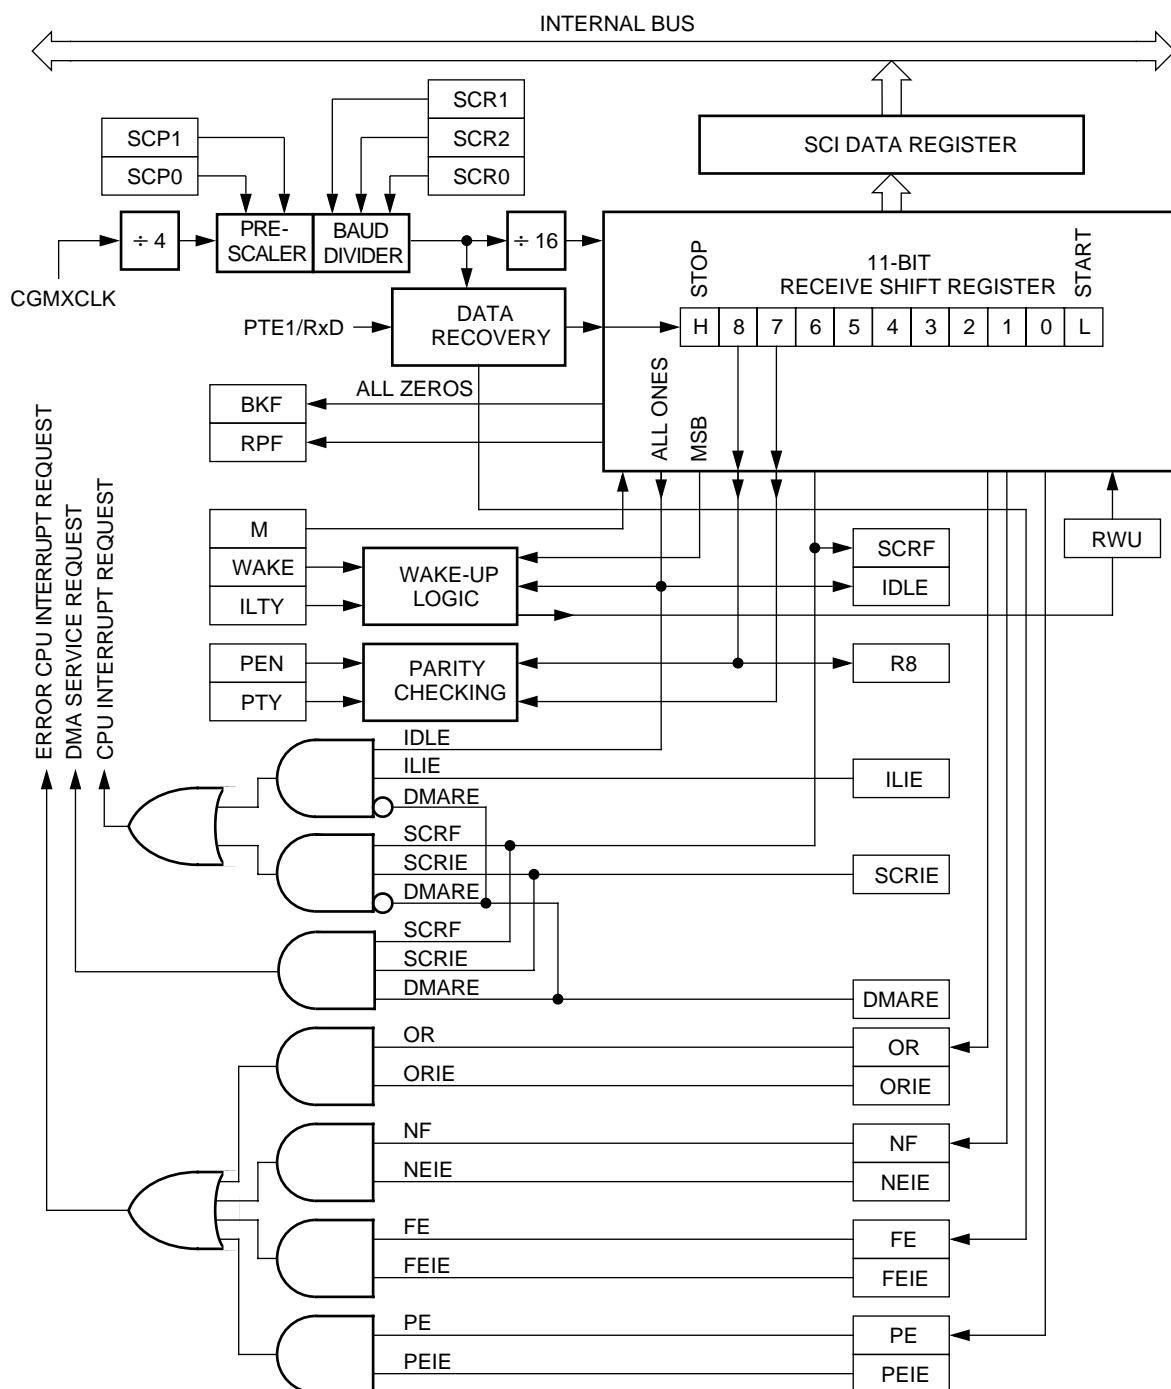 INTERNAL BUS
SCR1
SCR2
SCR0
SCP1
SCP0
SCI DATA REGISTER
÷ 4
PRE-
SCALER
BAUD
DIVIDER
÷ 16
CGMXCLK
STOP
11-BIT
RECEIVE SHIFT REGISTER
START
H 8 7 6 5 4 3 2 1 0 L
PTE1/RxD
DATA
RECOVERY
ALL ZEROS
BKF
RPF
ALL ONES
MSB
M
WAKE
ILTY
WAKE-UP
LOGIC
SCRF
IDLE
RWU
PEN
PTY
PARITY
CHECKING
R8
ERROR CPU INTERRUPT REQUEST
DMA SERVICE REQUEST
CPU INTERRUPT REQUEST
IDLE
ILIE
ILIE
DMARE
SCRF
SCRIE
SCRIE
DMARE
SCRF
SCRIE
DMARE
DMARE
OR
OR
ORIE
ORIE
NF
NF
NEIE
NEIE
FE
FE
FEIE
FEIE
PE
PE
PEIE
PEIE